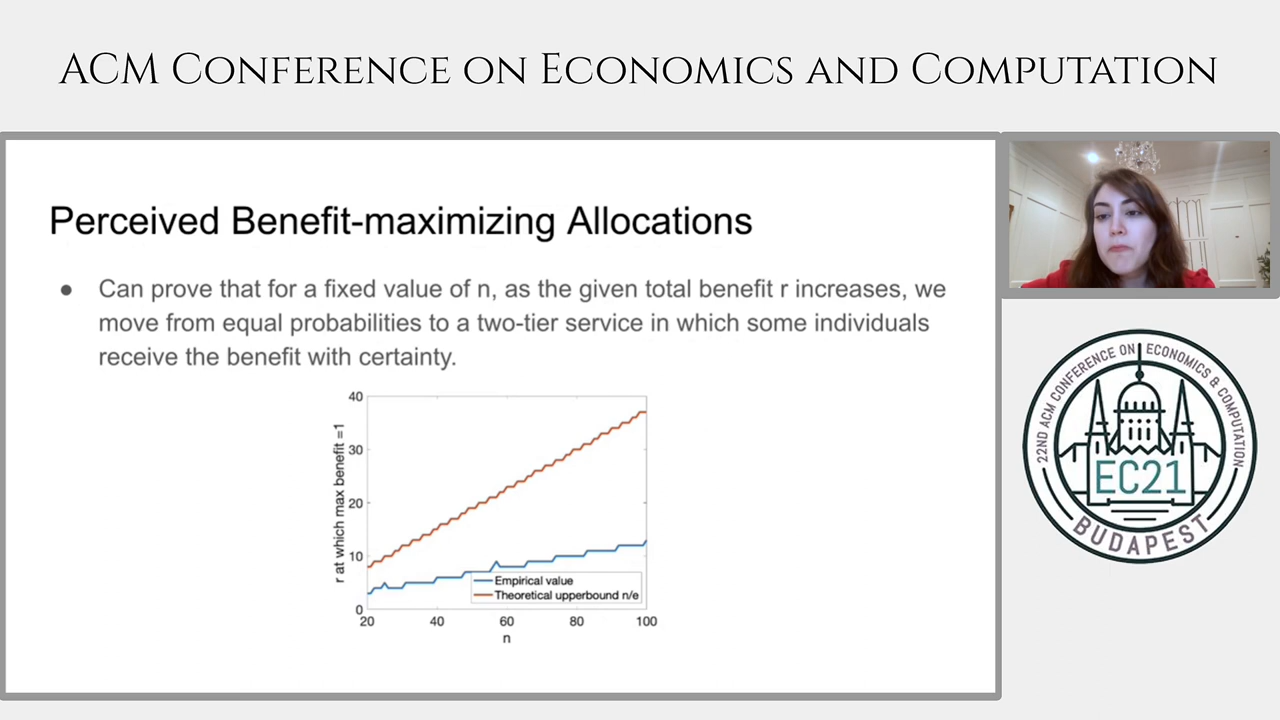 ACM CONFERENCE ON ECONOMICS AND COMPUTATION
Perceived Benefit-maximizing Allocations
● Can prove that for a fixed value of n, as the given total benefit r increases, we
move from equal probabilities to a two-tier service in which some individuals
receive the benefit with certainty.
r at which max benefit =1
40
30
20
10
0
Empirical value
Theoretical upperbound n/e
20 40 60 80 100
n
22ND ACM CONFERENCE ON ECONOMICS & COMPUTATION
EC21
BUDAPEST